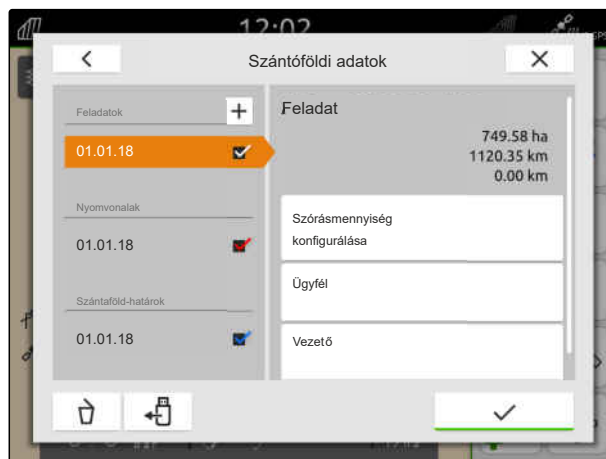 12:02
Szántóföldi adatok
Feladatok
Feladat
01.01.18
749.58 ha
1120.35 km
0.00 km
Nyomvonalak
01.01.18
Szórásmennyiség
konfigurálása
Ügyfél
Szántaföld-határok
01.01.18
Vezető